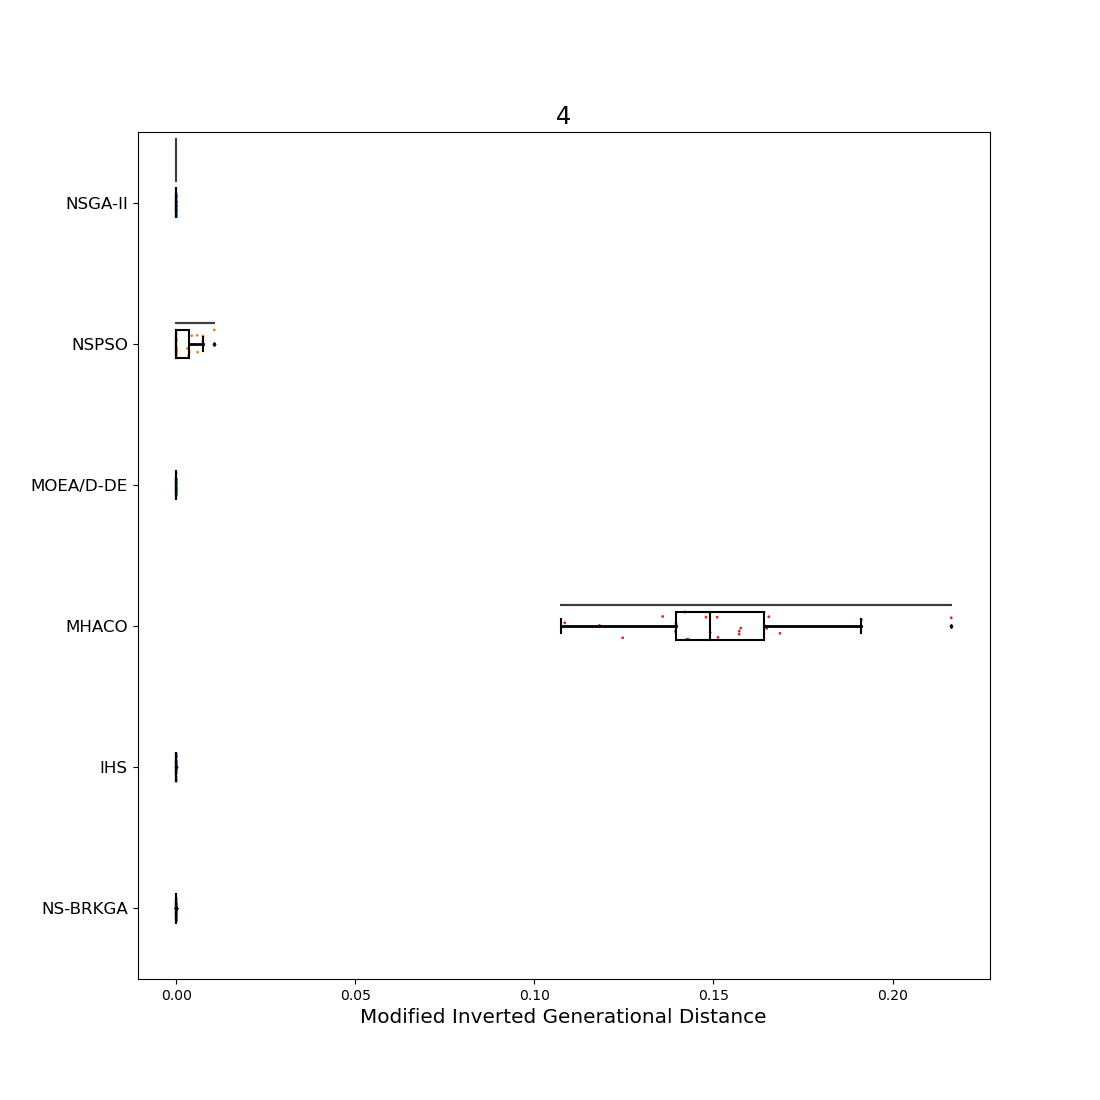 4
NSGA-II
NSPSO
MOEA/D-DE
MHACO
IHS
NS-BRKGA
0.00 0.05 0.10 0.15 0.20
Modified Inverted Generational Distance